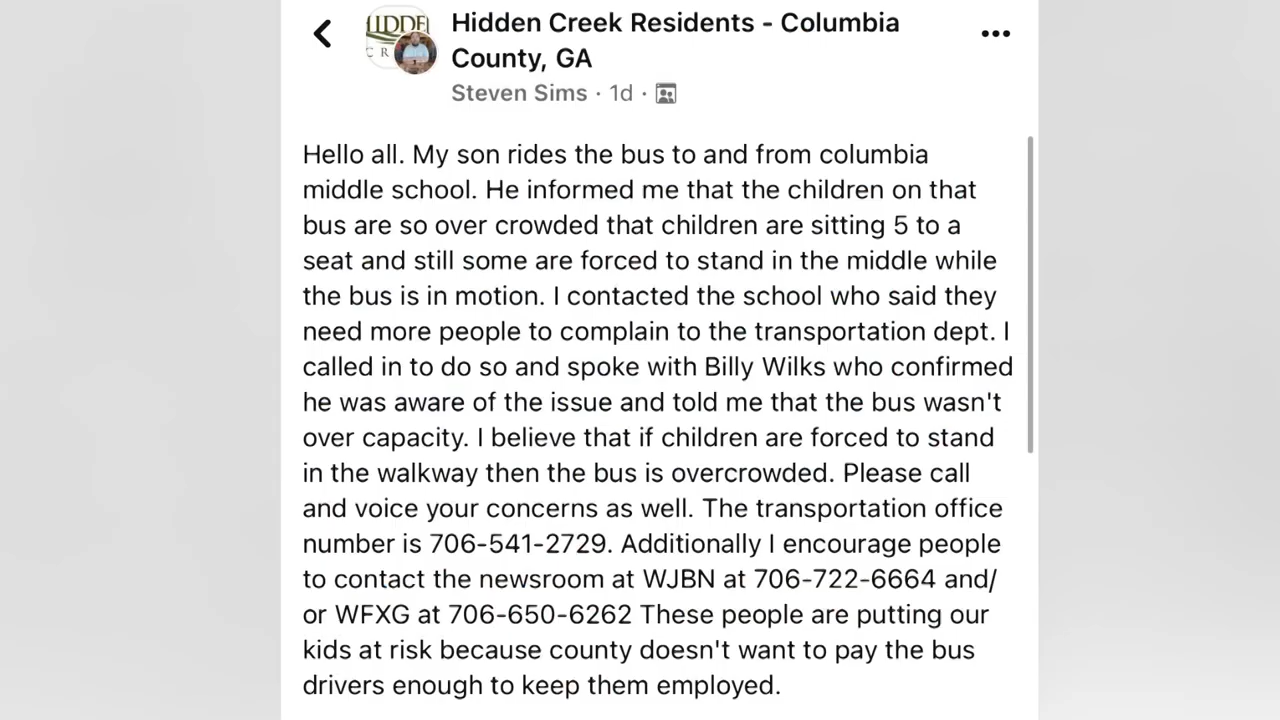 HIDDE
C R
Hidden Creek Residents - Columbia
County, GA
Steven Sims · 1d ·
Hello all. My son rides the bus to and from columbia
middle school. He informed me that the children on that
bus are so over crowded that children are sitting 5 to a
seat and still some are forced to stand in the middle while
the bus is in motion. I contacted the school who said they
need more people to complain to the transportation dept. I
called in to do so and spoke with Billy Wilks who confirmed
he was aware of the issue and told me that the bus wasn't
over capacity. I believe that if children are forced to stand
in the walkway then the bus is overcrowded. Please call
and voice your concerns as well. The transportation office
number is 706-541-2729. Additionally I encourage people
to contact the newsroom at WJBN at 706-722-6664 and/
or WFXG at 706-650-6262 These people are putting our
kids at risk because county doesn't want to pay the bus
drivers enough to keep them employed.